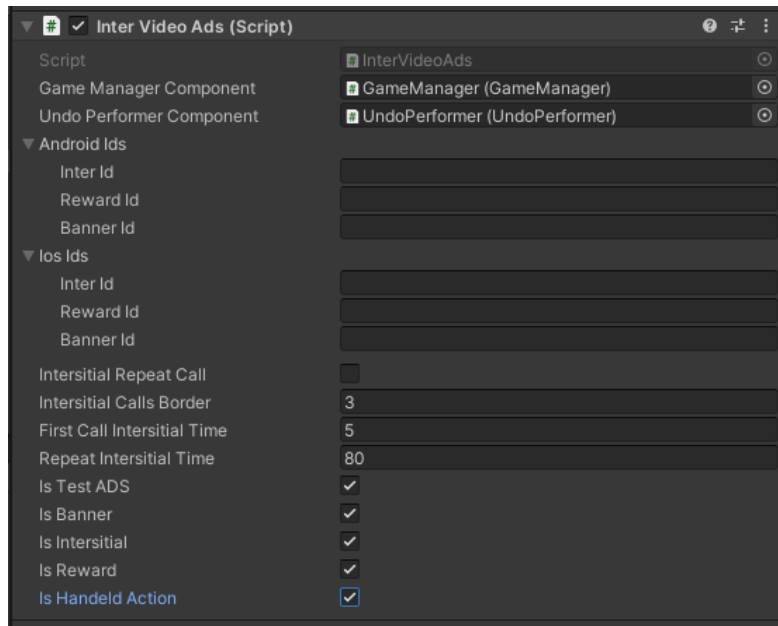 # Inter Video Ads (Script)
Script # InterVideoAds
Game Manager Component # GameManager (GameManager)
Undo Performer Component # UndoPerformer (UndoPerformer)
Android Ids
Inter Id
Reward Id
Banner Id
Ios Ids
Inter Id
Reward Id
Banner Id
Intersitial Repeat Call
Intersitial Calls Border 3
First Call Intersitial Time 5
Repeat Intersitial Time 80
Is Test ADS
Is Banner
Is Intersitial
Is Reward
Is Handeld Action